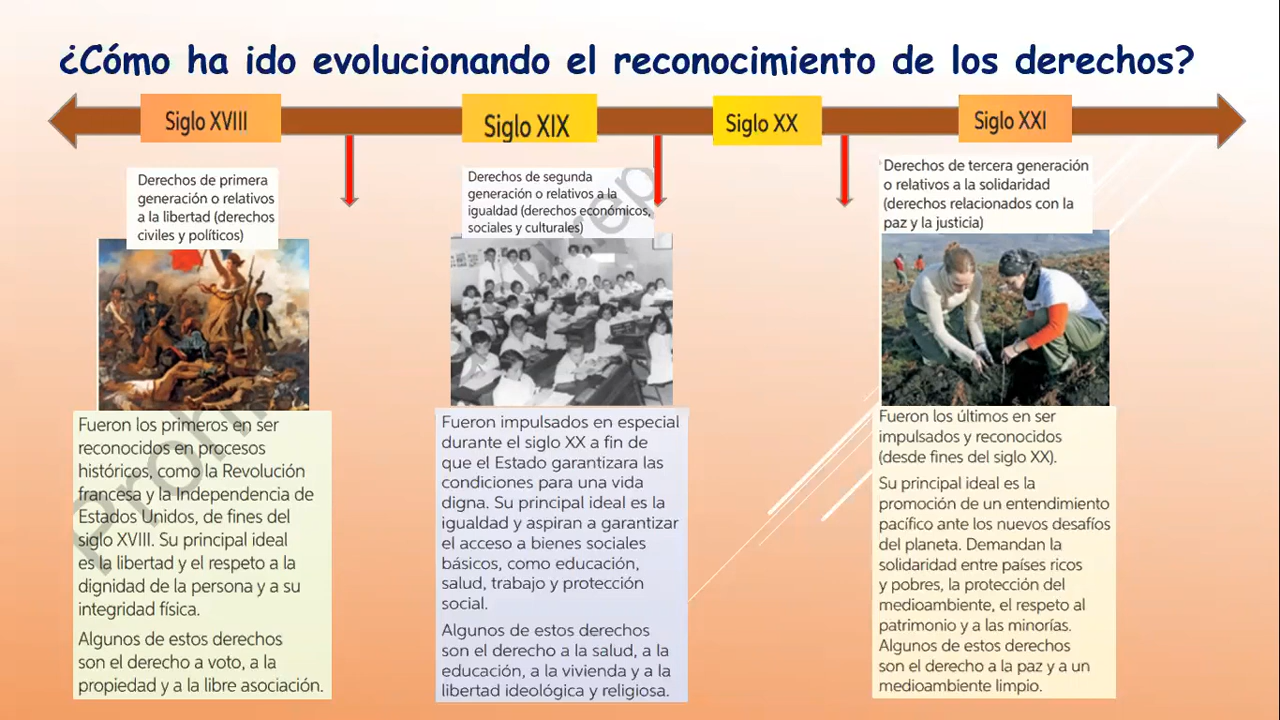 ¿Cómo ha ido evolucionando el reconocimiento de los derechos?
Siglo XVIII
Siglo XIX
Siglo XX
Siglo XXI
Derechos de primera
generación o relativos
a la libertad (derechos
civiles y políticos)
Fueron los primeros en ser
reconocidos en procesos
históricos, como la Revolución
francesa y la Independencia de
Estados Unidos, de fines del
siglo XVIII. Su principal ideal
es la libertad y el respeto a la
dignidad de la persona y a su
integridad física.
Algunos de estos derechos
son el derecho a voto, a la
propiedad y a la libre asociación.
Derechos de segunda
generación o relativos a la
igualdad (derechos económicos,
sociales y culturales)
Fueron impulsados en especial
durante el siglo XX a fin de
que el Estado garantizara las
condiciones para una vida
digna. Su principal ideal es la
igualdad y aspiran a garantizar
el acceso a bienes sociales
básicos, como educación,
salud, trabajo y protección
social.
Algunos de estos derechos
son el derecho a la salud, a la
educación, a la vivienda y a la
libertad ideológica y religiosa.
Derechos de tercera generación
o relativos a la solidaridad
(derechos relacionados con la
paz y la justicia)
Fueron los últimos en ser
impulsados y reconocidos
(desde fines del siglo XX).
Su principal ideal es la
promoción de un entendimiento
pacífico ante los nuevos desafíos
del planeta. Demandan la
solidaridad entre países ricos
y pobres, la protección del
medioambiente, el respeto al
patrimonio y a las minorías.
Algunos de estos derechos
son el derecho a la paz y a un
medioambiente limpio.